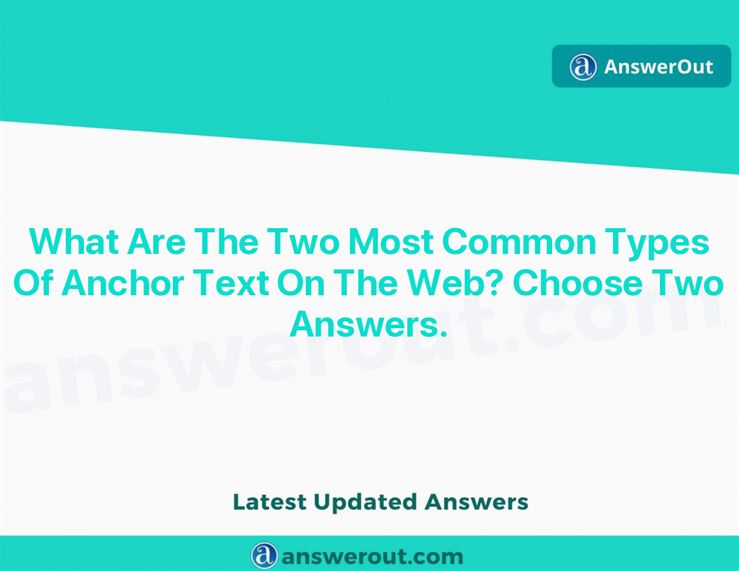 AnswerOut
What Are The Two Most Common Types
Of Anchor Text On The Web? Choose Two
Answers.
answerout.com
Latest Updated Answers
answerout.com